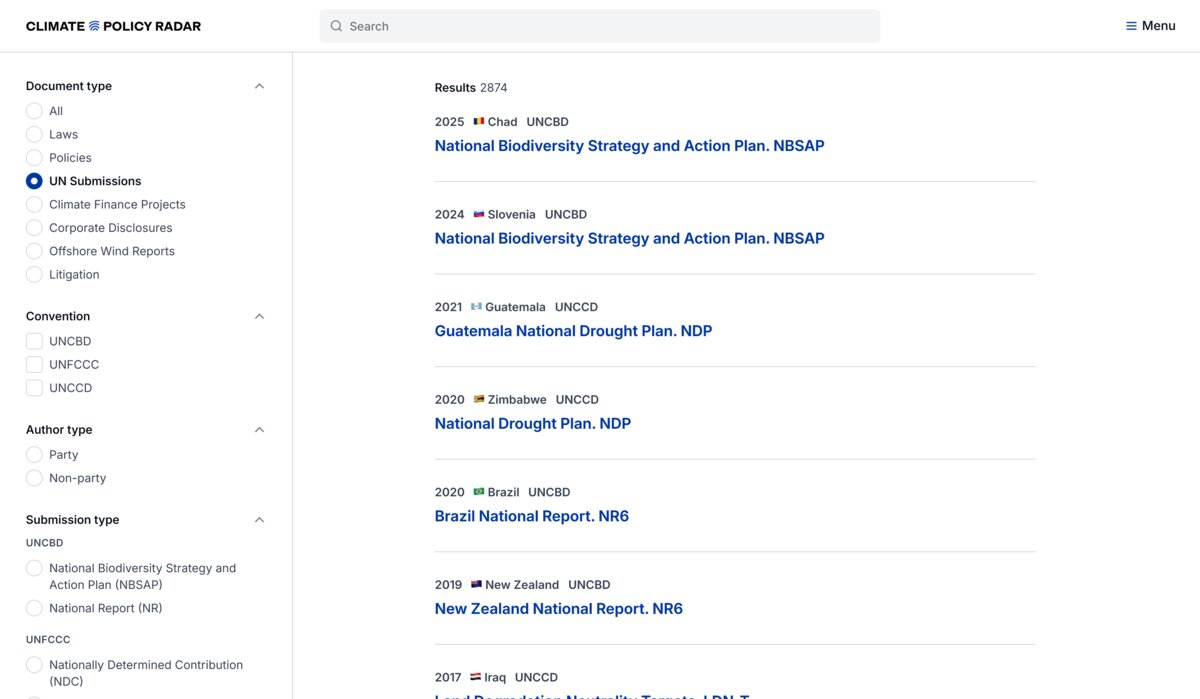 CLIMATE POLICY RADAR
Search
Menu
Document type
All
Laws
Policies
UN Submissions
Climate Finance Projects
Corporate Disclosures
Offshore Wind Reports
Litigation
Convention
UNCBD
UNFCCC
UNCCD
Author type
Party
Non-party
Submission type
UNCBD
National Biodiversity Strategy and
Action Plan (NBSAP)
National Report (NR)
UNFCCC
Nationally Determined Contribution
(NDC)
Results 2874
2025 Chad UNCBD
National Biodiversity Strategy and Action Plan. NBSAP
2024 Slovenia UNCBD
National Biodiversity Strategy and Action Plan. NBSAP
2021 Guatemala UNCCD
Guatemala National Drought Plan. NDP
2020 Zimbabwe UNCCD
National Drought Plan. NDP
2020 Brazil UNCBD
Brazil National Report. NR6
2019 New Zealand UNCBD
New Zealand National Report. NR6
2017 Iraq UNCCD
Land Degradation Neutrality Targets. LDN-T